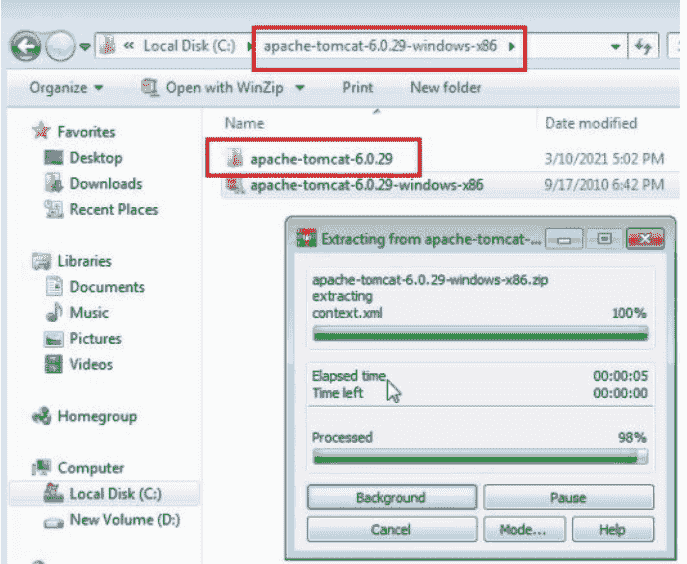 « Local Disk (C:) ▸ apache-tomcat-6.0.29-windows-x86 ▸
Organize Open with WinZip Print New folder
Name Date modified
Favorites
Desktop
Downloads
Recent Places
Libraries
Documents
Music
Pictures
Videos
Homegroup
Computer
Local Disk (C:)
New Volume (D:)
apache-tomcat-6.0.29 3/10/2021 5:02 PM
apache-tomcat-6.0.29-windows-x86 9/17/2010 6:42 PM
Extracting from apache-tomcat-...
apache-tomcat-6.0.29-windows-x86.zip
extracting
context.xml 100%
Elapsed time 00:00:05
Time left 00:00:00
Processed 98%
Background Pause
Cancel Mode... Help